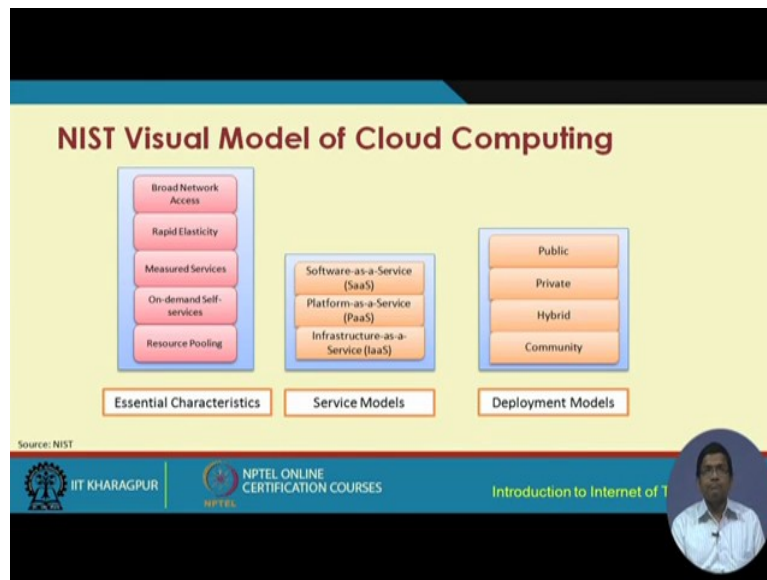 NIST Visual Model of Cloud Computing
Broad Network
Access
Rapid Elasticity
Measured Services
On-demand Self-
services
Resource Pooling
Essential Characteristics
Software-as-a-Service
(SaaS)
Platform-as-a-Service
(PaaS)
Infrastructure-as-a-
Service (IaaS)
Service Models
Public
Private
Hybrid
Community
Deployment Models
Source: NIST
IIT KHARAGPUR
NPTEL
NPTEL ONLINE
CERTIFICATION COURSES
Introduction to Internet of T